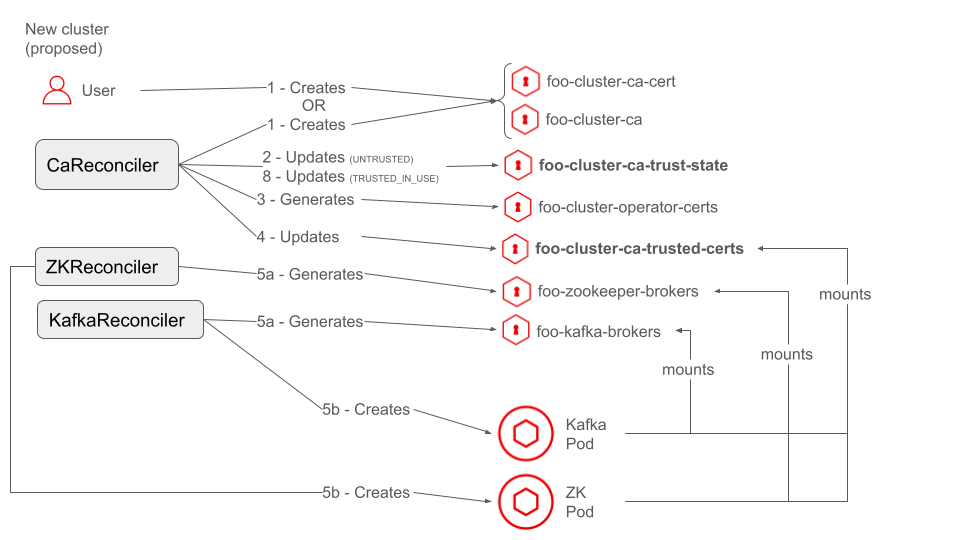 New cluster
(proposed)
User
1 - Creates
OR
1 - Creates
foo-cluster-ca-cert
foo-cluster-ca
CaReconciler
2 - Updates (UNTRUSTED)
8 - Updates (TRUSTED_IN_USE)
foo-cluster-ca-trust-state
3 - Generates
foo-cluster-operator-certs
4 - Updates
foo-cluster-ca-trusted-certs
ZKReconciler
5a - Generates
foo-zookeeper-brokers
mounts
KafkaReconciler
5a - Generates
foo-kafka-brokers
mounts
mounts
5b - Creates
Kafka
Pod
5b - Creates
ZK
Pod